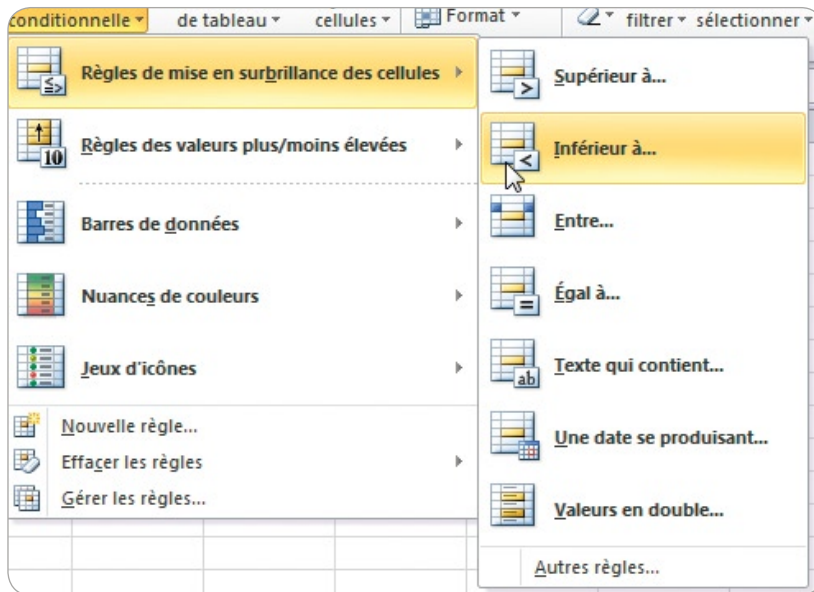 conditionnelle de tableau cellules Format filtrer sélectionner
Règles de mise en surbrillance des cellules
10
Règles des valeurs plus/moins élevées
Barres de données
Nuances de couleurs
Jeux d'icônes
Nouvelle règle...
Effacer les règles
Gérer les règles...
Supérieur à...
Inférieur à...
Entre...
Égal à...
ab
Texte qui contient...
Une date se produisant...
Valeurs en double...
Autres règles...